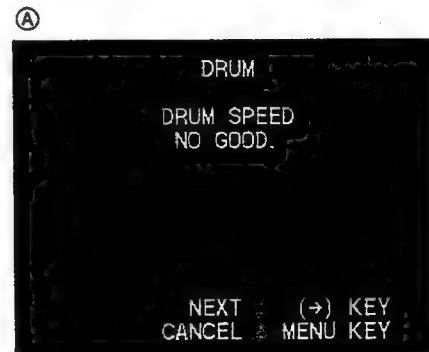 Ⓐ
DRUM
DRUM SPEED
NO GOOD.
NEXT : (→) KEY
CANCEL : MENU KEY